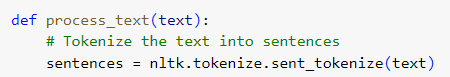 def process_text(text):
    # Tokenize the text into sentences
    sentences = nltk.tokenize.sent_tokenize(text)